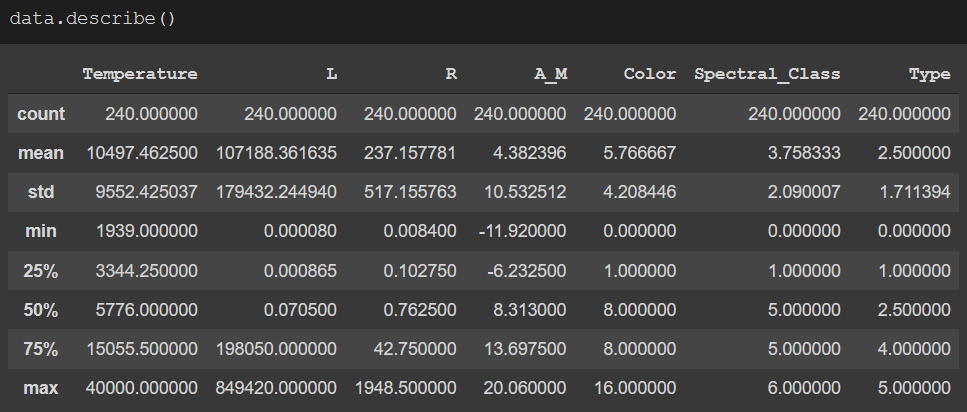 data.describe()
Temperature L R A_M Color Spectral_Class Type
count 240.000000 240.000000 240.000000 240.000000 240.000000 240.000000 240.000000
mean 10497.462500 107188.361635 237.157781 4.382396 5.766667 3.758333 2.500000
std 9552.425037 179432.244940 517.155763 10.532512 4.208446 2.090007 1.711394
min 1939.000000 0.000080 0.008400 -11.920000 0.000000 0.000000 0.000000
25% 3344.250000 0.000865 0.102750 -6.232500 1.000000 1.000000 1.000000
50% 5776.000000 0.070500 0.762500 8.313000 8.000000 5.000000 2.500000
75% 15055.500000 198050.000000 42.750000 13.697500 8.000000 5.000000 4.000000
max 40000.000000 849420.000000 1948.500000 20.060000 16.000000 6.000000 5.000000